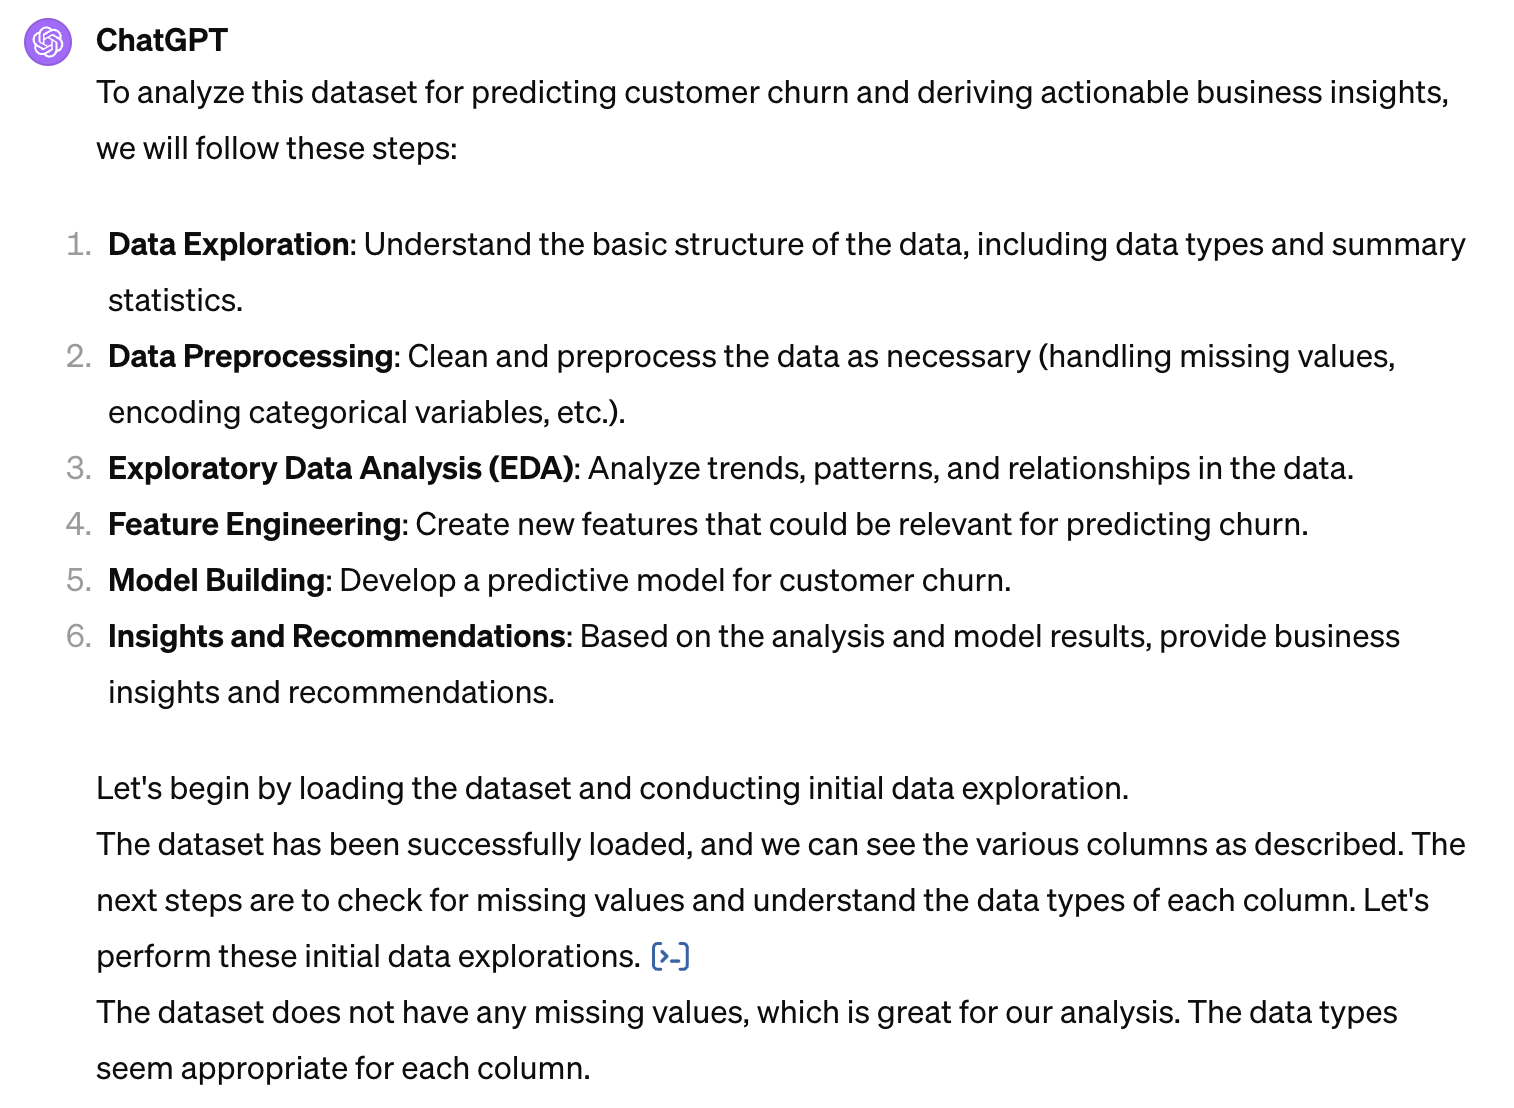 ChatGPT
To analyze this dataset for predicting customer churn and deriving actionable business insights,
we will follow these steps:
1. Data Exploration: Understand the basic structure of the data, including data types and summary
statistics.
2. Data Preprocessing: Clean and preprocess the data as necessary (handling missing values,
encoding categorical variables, etc.).
3. Exploratory Data Analysis (EDA): Analyze trends, patterns, and relationships in the data.
4. Feature Engineering: Create new features that could be relevant for predicting churn.
5. Model Building: Develop a predictive model for customer churn.
6. Insights and Recommendations: Based on the analysis and model results, provide business
insights and recommendations.
Let's begin by loading the dataset and conducting initial data exploration.
The dataset has been successfully loaded, and we can see the various columns as described. The
next steps are to check for missing values and understand the data types of each column. Let's
perform these initial data explorations. [>-]
The dataset does not have any missing values, which is great for our analysis. The data types
seem appropriate for each column.